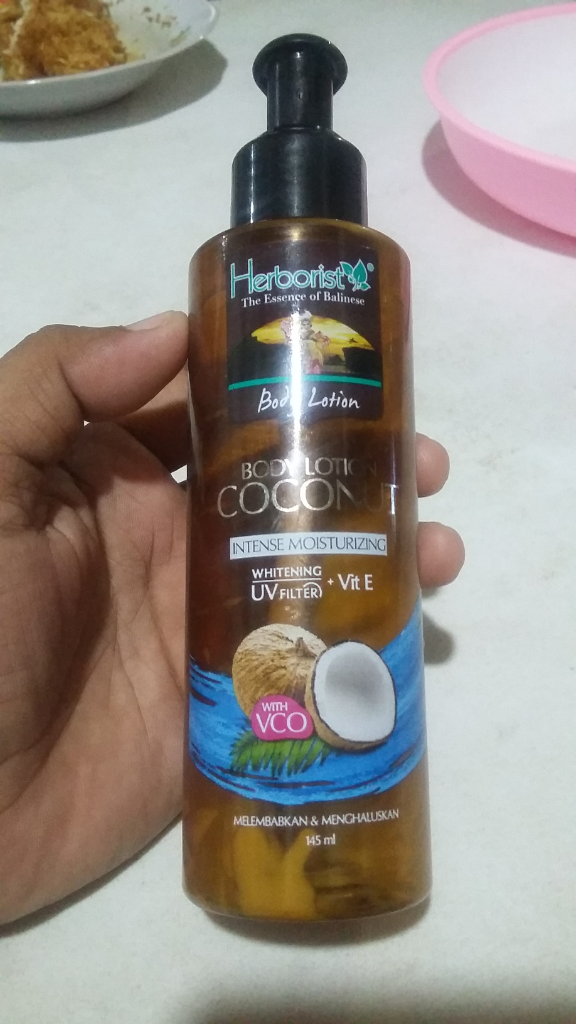 Herborist®
The Essence of Balinese
Body Lotion
BODY LOTION
COCONUT
INTENSE MOISTURIZING
WHITENING
UV FILTER + Vit E
WITH
VCO
MELEMBABKAN & MENGHALUSKAN
145 ml